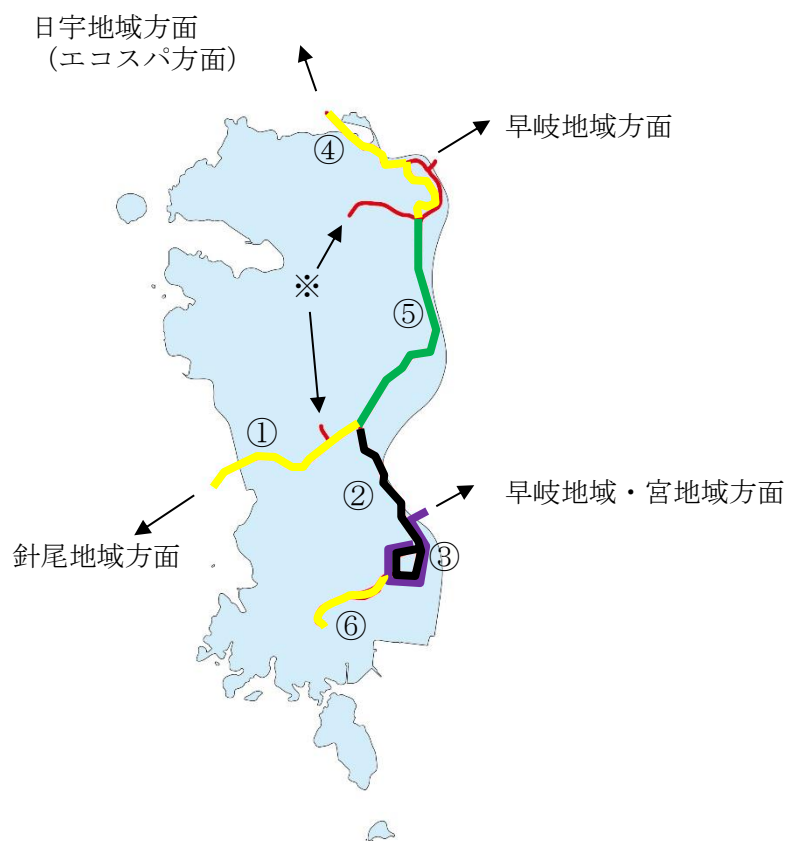 日宇地域方面
（エコスパ方面）
早岐地域方面
④
※
⑤
①
②
早岐地域・宮地域方面
針尾地域方面
③
⑥